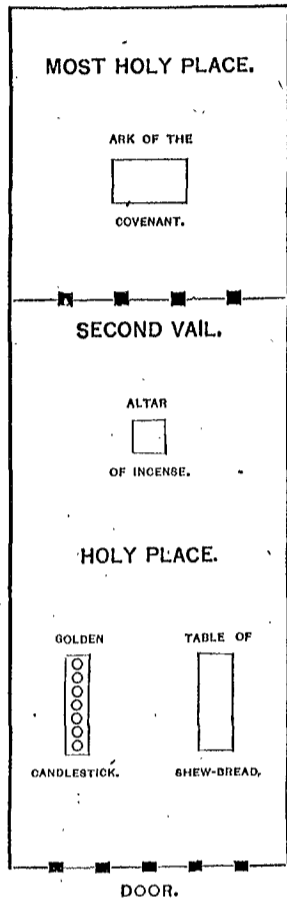 MOST HOLY PLACE.
ARK OF THE
COVENANT.
SECOND VAIL.
ALTAR
OF INCENSE.
HOLY PLACE.
GOLDEN
TABLE OF
CANDLESTICK.
SHEW-BREAD,
DOOR.